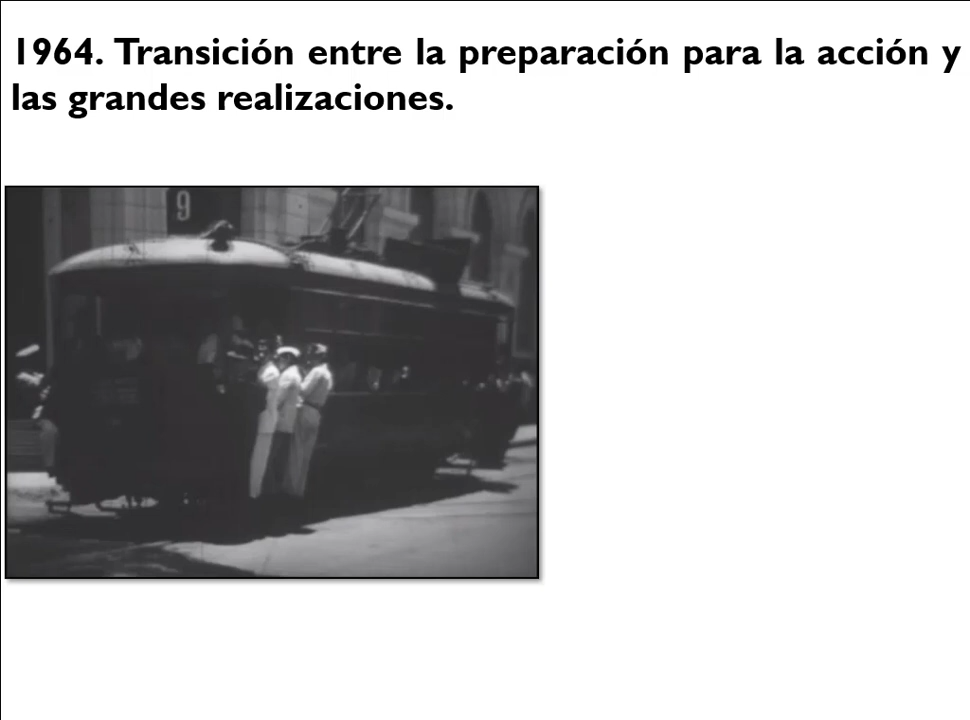 1964. Transición entre la preparación para la acción y
las grandes realizaciones.
9